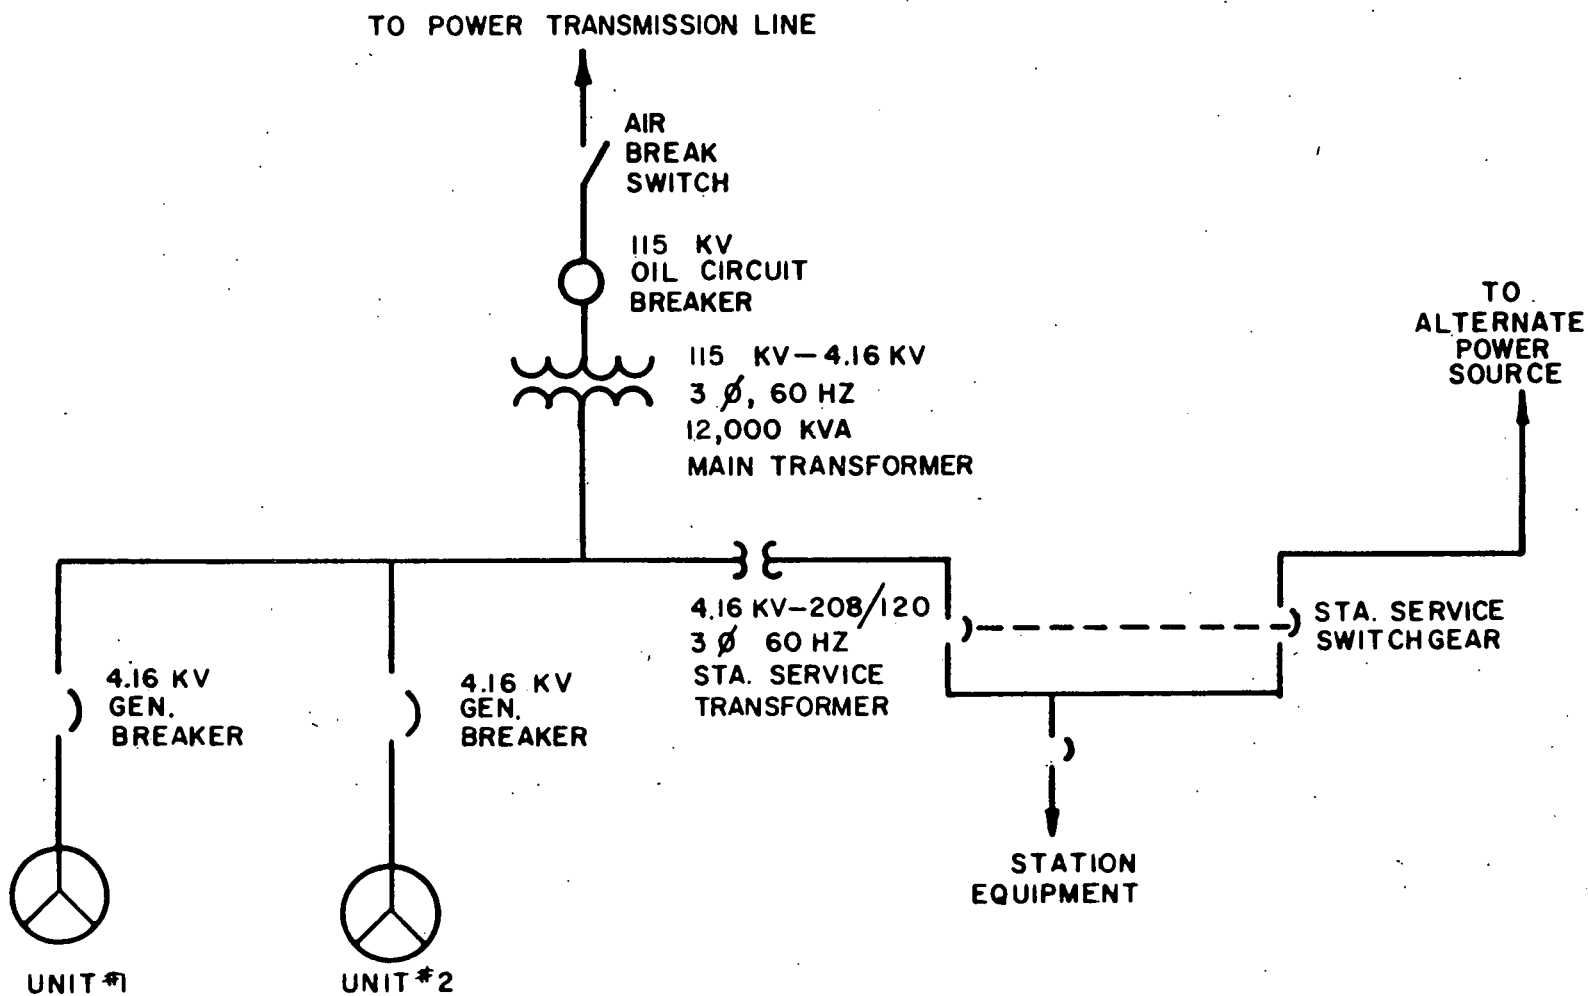 TO POWER TRANSMISSION LINE
AIR
BREAK
SWITCH
115 KV
OIL CIRCUIT
BREAKER
115 KV-4.16 KV
3 Ø, 60 HZ
12,000 KVA
MAIN TRANSFORMER
TO
ALTERNATE
POWER
SOURCE
4.16 KV-208/120
3 Ø 60 HZ
STA. SERVICE
TRANSFORMER
STA. SERVICE
SWITCHGEAR
4.16 KV
GEN.
BREAKER
4.16 KV
GEN.
BREAKER
STATION
EQUIPMENT
UNIT #1
UNIT #2